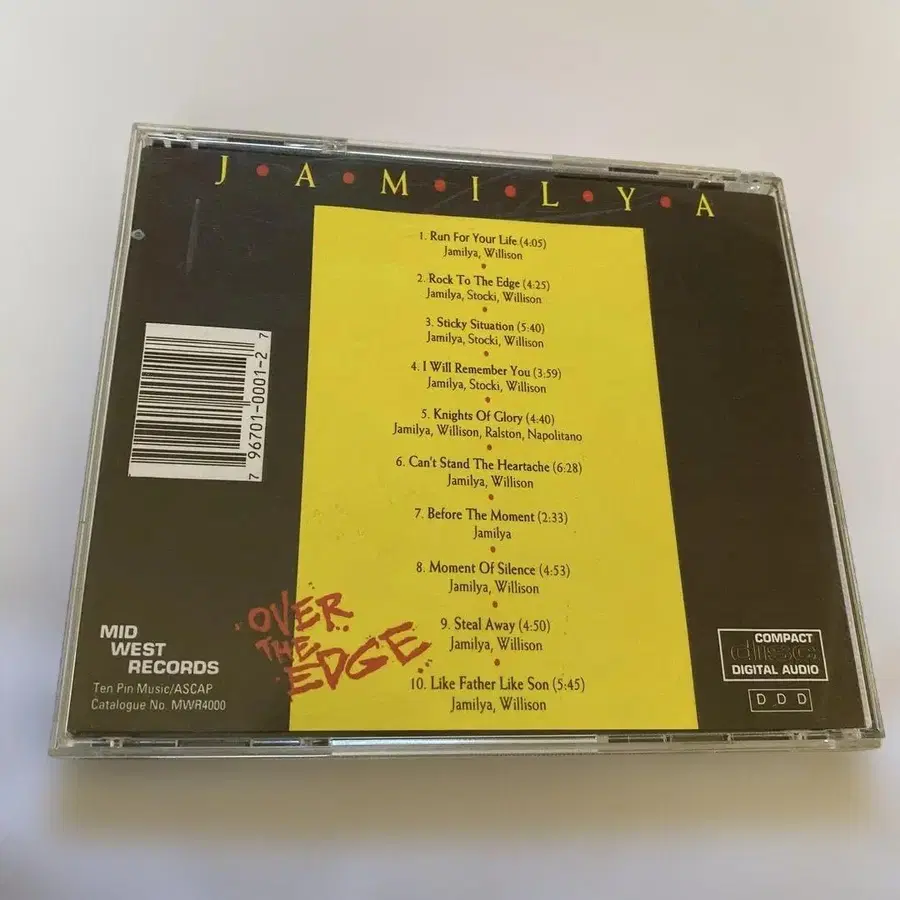 J • A • M • I • L • Y • A
1. Run For Your Life (4:05)
Jamilya, Willison
2. Rock To The Edge (4:25)
Jamilya, Stocki, Willison
3. Sticky Situation (5:40)
Jamilya, Stocki, Willison
4. I Will Remember You (3:59)
Jamilya, Stocki, Willison
5. Knights Of Glory (4:40)
Jamilya, Willison, Ralston, Napolitano
6. Can't Stand The Heartache (6:28)
Jamilya, Willison
7. Before The Moment (2:33)
Jamilya
8. Moment Of Silence (4:53)
Jamilya, Willison
9. Steal Away (4:50)
Jamilya, Willison
10. Like Father Like Son (5:45)
Jamilya, Willison
7 96701-0001-2 7
OVER
THE
EDGE
MID
WEST
RECORDS
Ten Pin Music/ASCAP
Catalogue No. MWR4000
COMPACT
disc
DIGITAL AUDIO
D D D